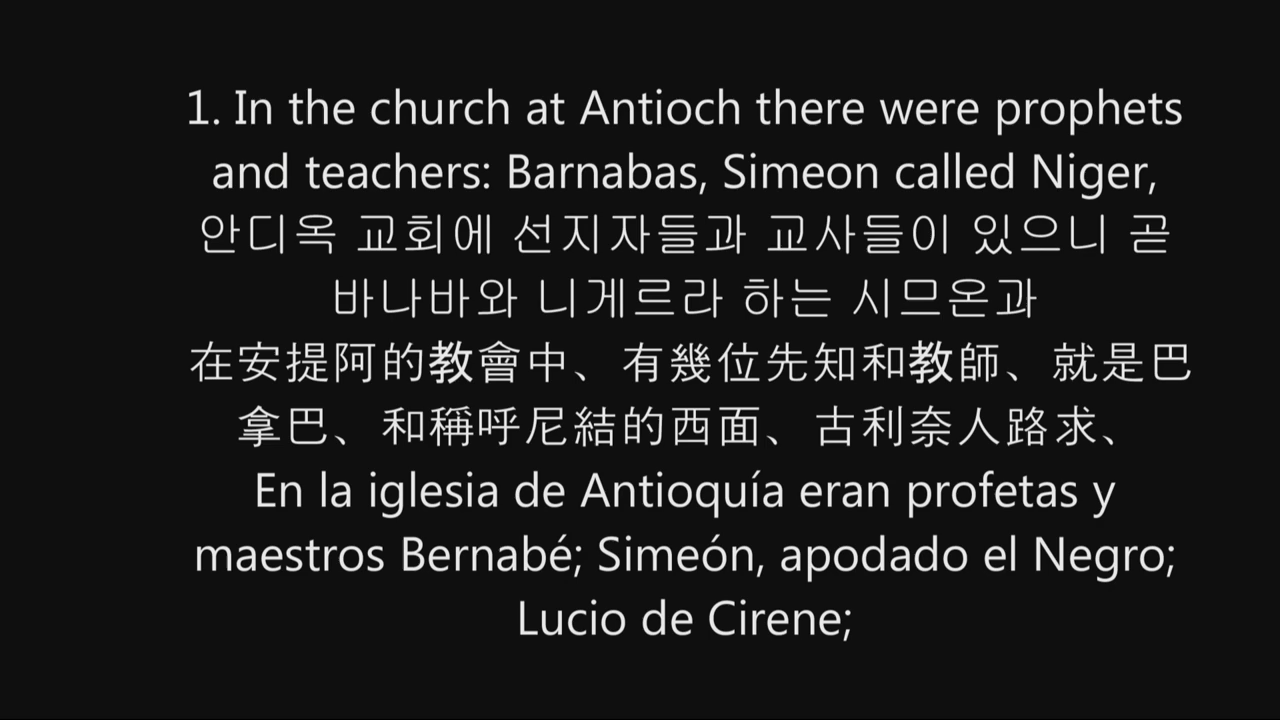 1. In the church at Antioch there were prophets
and teachers: Barnabas, Simeon called Niger,
안디옥 교회에 선지자들과 교사들이 있으니 곧
바나바와 니게르라 하는 시므온과
在安提阿的教會中、有幾位先知和教師、就是巴
拿巴、和稱呼尼結的西面、古利奈人路求、
En la iglesia de Antioquía eran profetas y
maestros Bernabé; Simeón, apodado el Negro;
Lucio de Cirene;